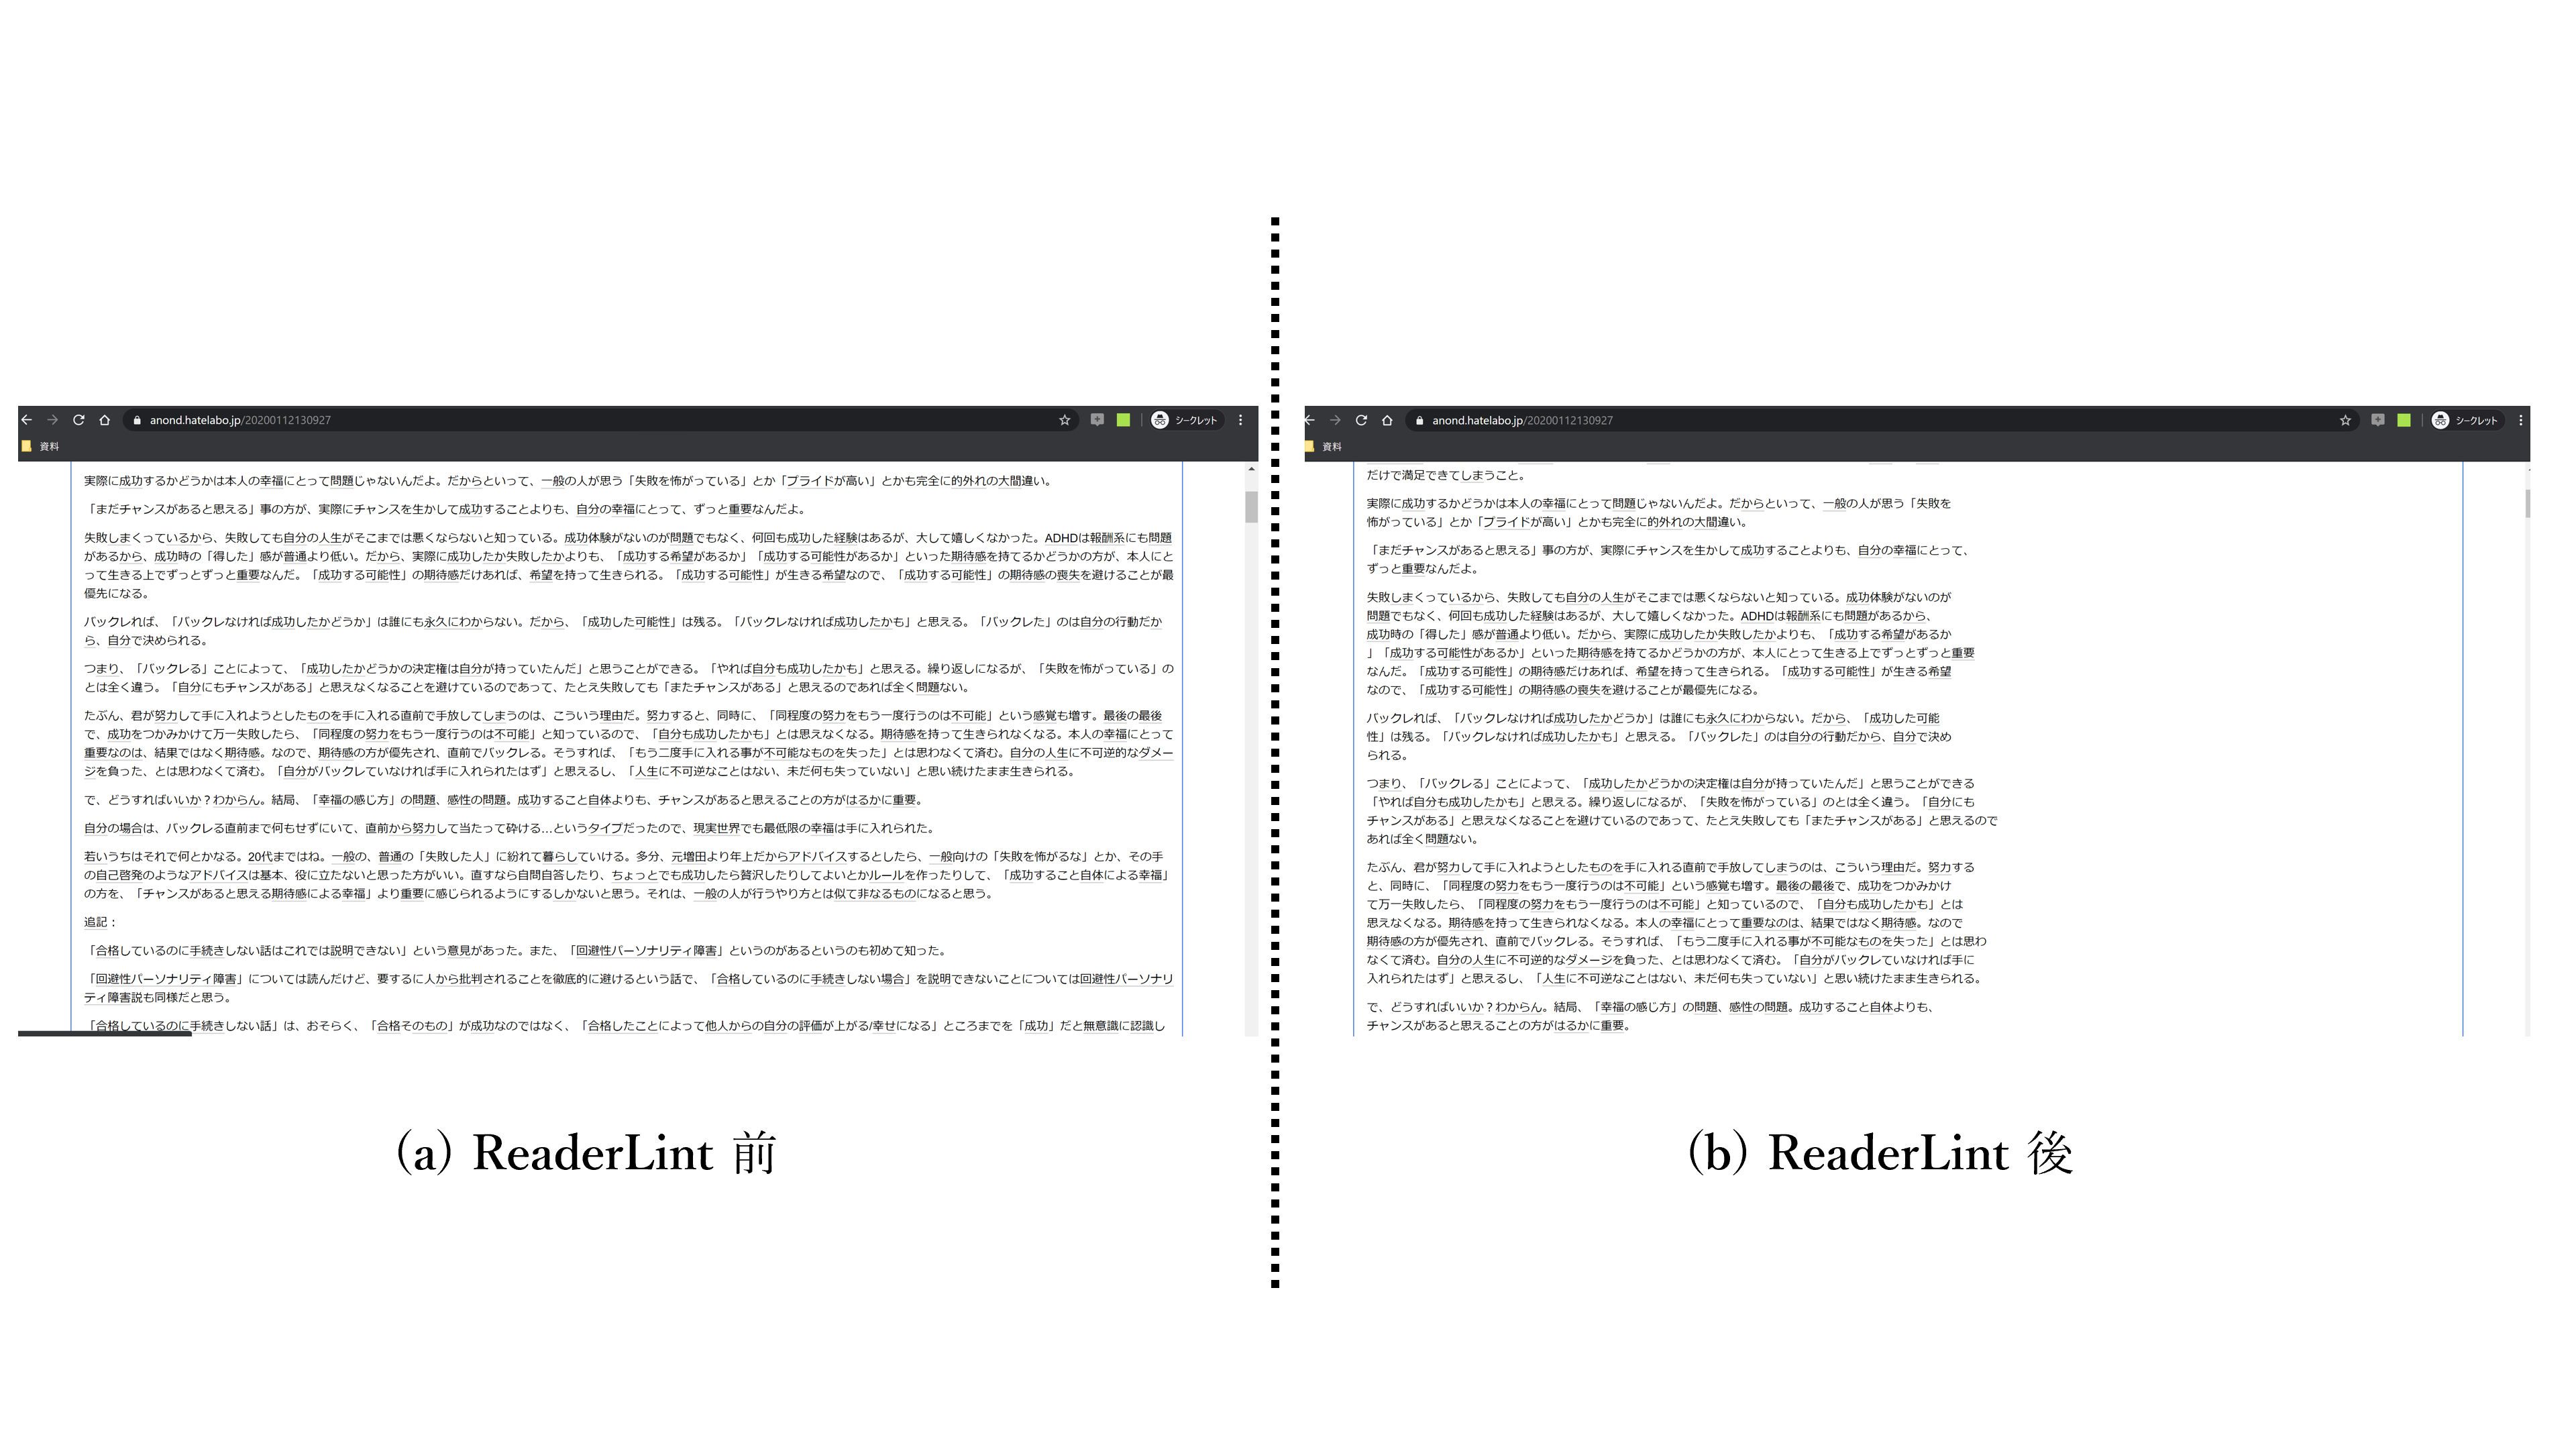 anond.hatelabo.jp/20200112130927
シークレット
資料
実際に成功するかどうかは本人の幸福にとって問題じゃないんだよ。だからといって、一般の人が思う「失敗を怖がっている」とか「プライドが高い」とかも完全に的外れの大間違い。
「まだチャンスがあると思える」事の方が、実際にチャンスを生かして成功することよりも、自分の幸福にとって、ずっと重要なんだよ。
失敗しまくっているから、失敗しても自分の人生がそこまでは悪くならないと知っている。成功体験がないのが問題でもなく、何回も成功した経験はあるが、大して嬉しくなかった。ADHDは報酬系にも問題
があるから、成功時の「得した」感が普通より低い。だから、実際に成功したか失敗したかよりも、「成功する希望があるか」「成功する可能性があるか」といった期待感を持てるかどうかの方が、本人にと
って生きる上でずっとずっと重要なんだ。「成功する可能性」の期待感だけあれば、希望を持って生きられる。「成功する可能性」が生きる希望なので、「成功する可能性」の期待感の喪失を避けることが最
優先になる。
バックレれば、「バックレなければ成功したかどうか」は誰にも永久にわからない。だから、「成功した可能性」は残る。「バックレなければ成功したかも」と思える。「バックレた」のは自分の行動だか
ら、自分で決められる。
つまり、「バックレる」ことによって、「成功したかどうかの決定権は自分が持っていたんだ」と思うことができる。「やれば自分も成功したかも」と思える。繰り返しになるが、「失敗を怖がっている」の
とは全く違う。「自分にもチャンスがある」と思えなくなることを避けているのであって、たとえ失敗しても「またチャンスがある」と思えるのであれば全く問題ない。
たぶん、君が努力して手に入れようとしたものを手に入れる直前で手放してしまうのは、こういう理由だ。努力すると、同時に、「同程度の努力をもう一度行うのは不可能」という感覚も増す。最後の最後
で、成功をつかみかけて万一失敗したら、「同程度の努力をもう一度行うのは不可能」と知っているので、「自分も成功したかも」とは思えなくなる。期待感を持って生きられなくなる。本人の幸福にとって
重要なのは、結果ではなく期待感。なので、期待感の方が優先され、直前でバックレる。そうすれば、「もう二度手に入れる事が不可能なものを失った」とは思わなくて済む。自分の人生に不可逆的なダメー
ジを負った、とは思わなくて済む。「自分がバックレていなければ手に入れられたはず」と思えるし、「人生に不可逆なことはない、未だ何も失っていない」と思い続けたまま生きられる。
で、どうすればいいか？わからん。結局、「幸福の感じ方」の問題、感性の問題。成功すること自体よりも、チャンスがあると思えることの方がはるかに重要。
自分の場合は、バックレる直前まで何もせずにいて、直前から努力して当たって砕ける…というタイプだったので、現実世界でも最低限の幸福は手に入れられた。
若いうちはそれで何とかなる。20代まではね。一般の、普通の「失敗した人」に紛れて暮らしていける。多分、元増田より年上だからアドバイスするとしたら、一般向けの「失敗を怖がるな」とか、その手
の自己啓発のようなアドバイスは基本、役に立たないと思った方がいい。直すなら自問自答したり、ちょっとでも成功したら贅沢したりしてよいとかルールを作ったりして、「成功すること自体による幸福」
の方を、「チャンスがあると思える期待感による幸福」より重要に感じられるようにするしかないと思う。それは、一般の人が行うやり方とは似て非なるものになると思う。
追記：
「合格しているのに手続きしない話はこれでは説明できない」という意見があった。また、「回避性パーソナリティ障害」というのがあるというのも初めて知った。
「回避性パーソナリティ障害」については読んだけど、要するに人から批判されることを徹底的に避けるという話で、「合格しているのに手続きしない場合」を説明できないことについては回避性パーソナリ
ティ障害説も同様だと思う。
「合格しているのに手続きしない話」は、おそらく、「合格そのもの」が成功なのではなく、「合格したことによって他人からの自分の評価が上がる/幸せになる」ところまでを「成功」だと無意識に認識し
(a) ReaderLint 前
anond.hatelabo.jp/20200112130927
シークレット
資料
だけで満足できてしまうこと。
実際に成功するかどうかは本人の幸福にとって問題じゃないんだよ。だからといって、一般の人が思う「失敗を
怖がっている」とか「プライドが高い」とかも完全に的外れの大間違い。
「まだチャンスがあると思える」事の方が、実際にチャンスを生かして成功することよりも、自分の幸福にとって、
ずっと重要なんだよ。
失敗しまくっているから、失敗しても自分の人生がそこまでは悪くならないと知っている。成功体験がないのが
問題でもなく、何回も成功した経験はあるが、大して嬉しくなかった。ADHDは報酬系にも問題があるから、
成功時の「得した」感が普通より低い。だから、実際に成功したか失敗したかよりも、「成功する希望があるか
」「成功する可能性があるか」といった期待感を持てるかどうかの方が、本人にとって生きる上でずっとずっと重要
なんだ。「成功する可能性」の期待感だけあれば、希望を持って生きられる。「成功する可能性」が生きる希望
なので、「成功する可能性」の期待感の喪失を避けることが最優先になる。
バックレれば、「バックレなければ成功したかどうか」は誰にも永久にわからない。だから、「成功した可能
性」は残る。「バックレなければ成功したかも」と思える。「バックレた」のは自分の行動だから、自分で決め
られる。
つまり、「バックレる」ことによって、「成功したかどうかの決定権は自分が持っていたんだ」と思うことができる
「やれば自分も成功したかも」と思える。繰り返しになるが、「失敗を怖がっている」のとは全く違う。「自分にも
チャンスがある」と思えなくなることを避けているのであって、たとえ失敗しても「またチャンスがある」と思えるので
あれば全く問題ない。
たぶん、君が努力して手に入れようとしたものを手に入れる直前で手放してしまうのは、こういう理由だ。努力する
と、同時に、「同程度の努力をもう一度行うのは不可能」という感覚も増す。最後の最後で、成功をつかみかけ
て万一失敗したら、「同程度の努力をもう一度行うのは不可能」と知っているので、「自分も成功したかも」とは
思えなくなる。期待感を持って生きられなくなる。本人の幸福にとって重要なのは、結果ではなく期待感。なので
期待感の方が優先され、直前でバックレる。そうすれば、「もう二度手に入れる事が不可能なものを失った」とは思わ
なくて済む。自分の人生に不可逆的なダメージを負った、とは思わなくて済む。「自分がバックレていなければ手に
入れられたはず」と思えるし、「人生に不可逆なことはない、未だ何も失っていない」と思い続けたまま生きられる。
で、どうすればいいか？わからん。結局、「幸福の感じ方」の問題、感性の問題。成功すること自体よりも、
チャンスがあると思えることの方がはるかに重要。
(b) ReaderLint 後